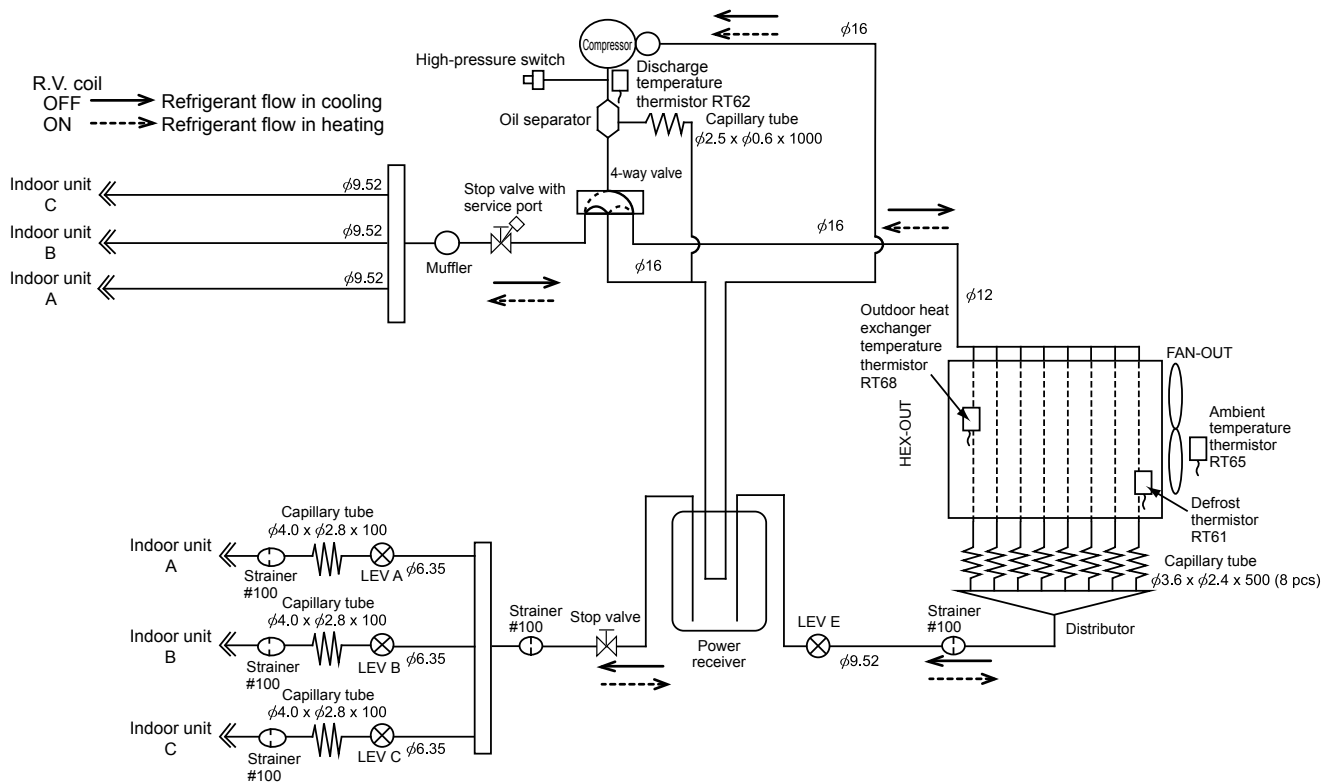 R.V. coil
OFF Refrigerant flow in cooling
ON Refrigerant flow in heating
Compressor
High-pressure switch
Discharge
temperature
thermistor RT62
Oil separator
Capillary tube
ϕ2.5 x ϕ0.6 x 1000
4-way valve
ϕ16
Indoor unit
C
ϕ9.52
Indoor unit
B
ϕ9.52
Indoor unit
A
ϕ9.52
Muffler
Stop valve with
service port
ϕ16
ϕ16
ϕ12
Outdoor heat
exchanger
temperature
thermistor
RT68
HEX-OUT
FAN-OUT
Ambient
temperature
thermistor
RT65
Defrost
thermistor
RT61
Capillary tube
ϕ3.6 x ϕ2.4 x 500 (8 pcs)
Distributor
Strainer
#100
ϕ9.52
LEV E
Power
receiver
Stop valve
Strainer
#100
Indoor unit
A
Strainer
#100
Capillary tube
ϕ4.0 x ϕ2.8 x 100
LEV A
ϕ6.35
Indoor unit
B
Strainer
#100
Capillary tube
ϕ4.0 x ϕ2.8 x 100
LEV B
ϕ6.35
Indoor unit
C
Strainer
#100
Capillary tube
ϕ4.0 x ϕ2.8 x 100
LEV C
ϕ6.35